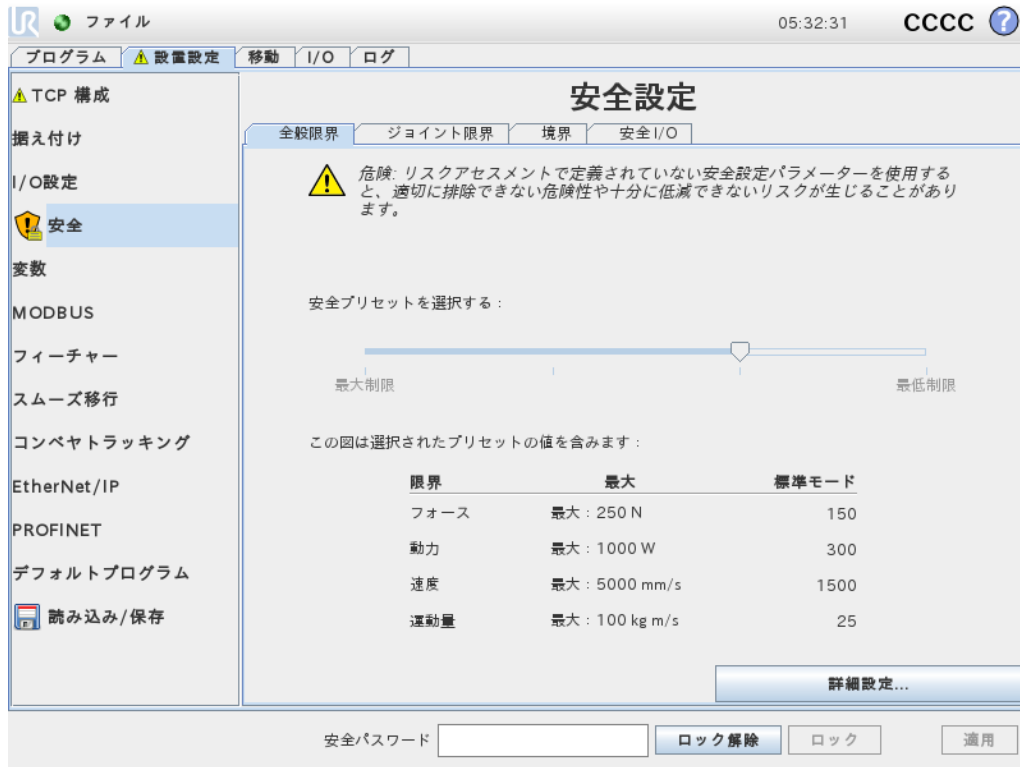 UR ファイル 05:32:31 CCCC ?
プログラム 設置設定 移動 I/O ログ
TCP 構成
据え付け
I/O設定
安全
変数
MODBUS
フィーチャー
スムーズ移行
コンベヤトラッキング
EtherNet/IP
PROFINET
デフォルトプログラム
読み込み/保存
安全設定
全般限界 ジョイント限界 境界 安全I/O
危険: リスクアセスメントで定義されていない安全設定パラメーターを使用する
と、適切に排除できない危険性や十分に低減できないリスクが生じることがあり
ます。
安全プリセットを選択する :
最大制限 最低制限
この図は選択されたプリセットの値を含みます :
限界 最大 標準モード
フォース 最大 : 250 N 150
動力 最大 : 1000 W 300
速度 最大 : 5000 mm/s 1500
運動量 最大 : 100 kg m/s 25
詳細設定...
安全パスワード ロック解除 ロック 適用